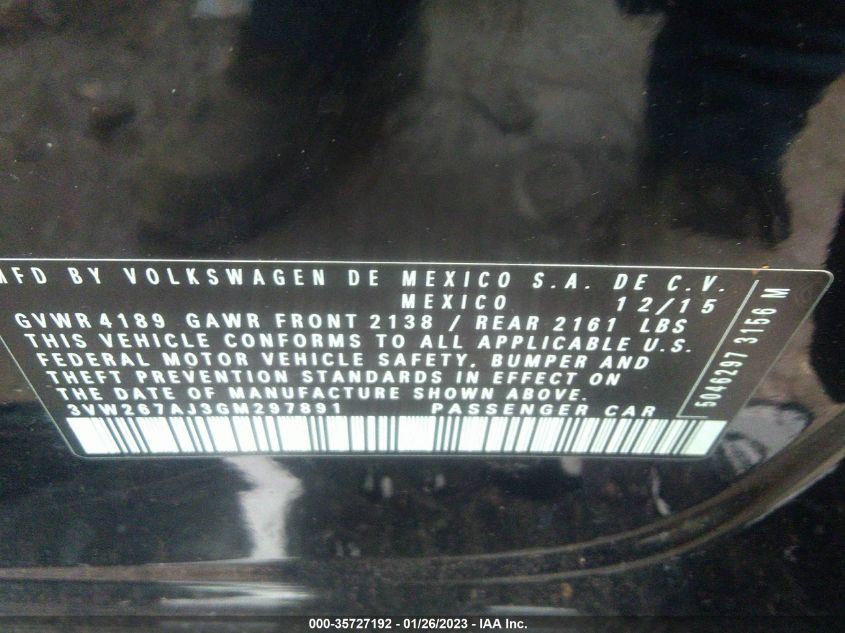 MFD BY VOLKSWAGEN DE MEXICO S.A. DE C.V.
MEXICO 12/15
GVWR 4189 GAWR FRONT 2138 / REAR 2161 LBS
THIS VEHICLE CONFORMS TO ALL APPLICABLE U.S.
FEDERAL MOTOR VEHICLE SAFETY, BUMPER AND
THEFT PREVENTION STANDARDS IN EFFECT ON
THE DATE OF MANUFACTURE SHOWN ABOVE.
3VW267AJ3GM297891 PASSENGER CAR
5046297 3156 M
000-35727192 - 01/26/2023 - IAA Inc.